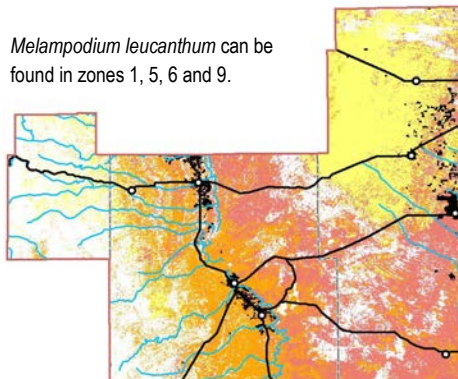 Melampodium leucanthum can be
found in zones 1, 5, 6 and 9.